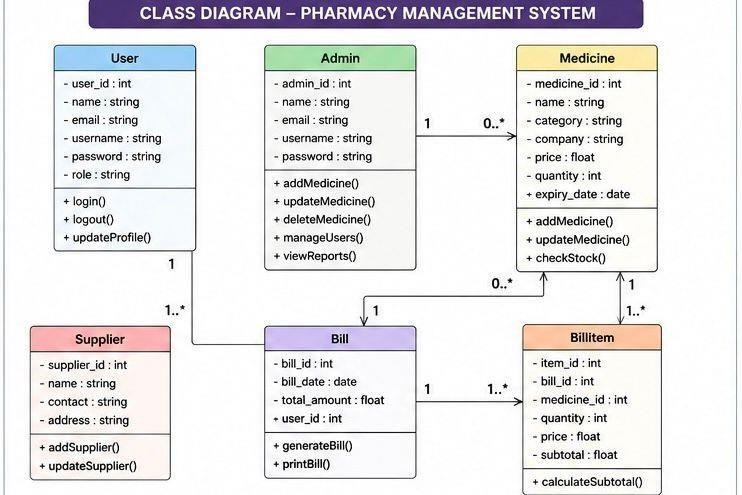 CLASS DIAGRAM – PHARMACY MANAGEMENT SYSTEM
User
- user_id : int
- name : string
- email : string
- username : string
- password : string
- role : string
+ login()
+ logout()
+ updateProfile()
Admin
- admin_id : int
- name : string
- email : string
- username : string
- password : string
+ addMedicine()
+ updateMedicine()
+ deleteMedicine()
+ manageUsers()
+ viewReports()
1
0..*
Medicine
- medicine_id : int
- name : string
- category : string
- company : string
- price : float
- quantity : int
+ expiry_date : date
+ addMedicine()
+ updateMedicine()
+ checkStock()
1
1..*
0..*
1
1
1..*
Supplier
- supplier_id : int
- name : string
- contact : string
- address : string
+ addSupplier()
+ updateSupplier()
Bill
- bill_id : int
- bill_date : date
- total_amount : float
+ user_id : int
+ generateBill()
+ printBill()
1
1..*
Billitem
- item_id : int
- bill_id : int
- medicine_id : int
- quantity : int
- price : float
- subtotal : float
+ calculateSubtotal()